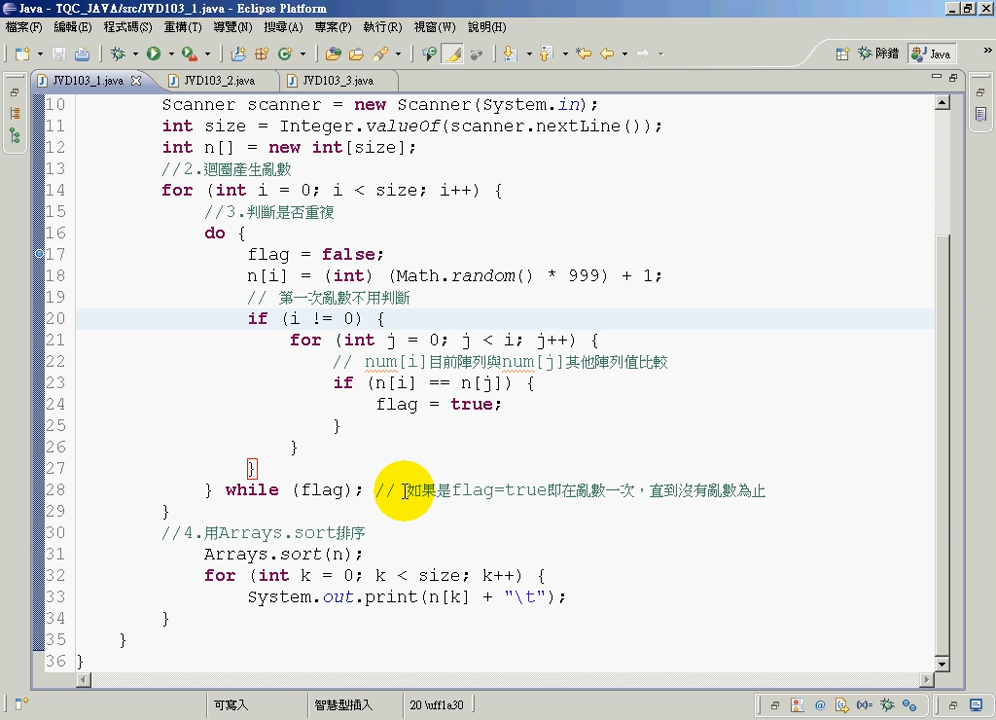 Java - TQC_JAVA/src/JVD103_1.java - Eclipse Platform
檔案(F) 編輯(E) 程式碼(S) 重構(T) 導覽(N) 搜尋(A) 專案(P) 執行(R) 視窗(W) 說明(H)
除錯 Java
JVD103_1.java JVD103_2.java JVD103_3.java
10 Scanner scanner = new Scanner(System.in);
11 int size = Integer.valueOf(scanner.nextLine());
12 int n[] = new int[size];
13 //2.迴圈產生亂數
14 for (int i = 0; i < size; i++) {
15 //3.判斷是否重複
16 do {
17 flag = false;
18 n[i] = (int) (Math.random() * 999) + 1;
19 // 第一次亂數不用判斷
20 if (i != 0) {
21 for (int j = 0; j < i; j++) {
22 // num[i]目前陣列與num[j]其他陣列值比較
23 if (n[i] == n[j]) {
24 flag = true;
25 }
26 }
27 }
28 } while (flag); // 如果是flag=true即在亂數一次，直到沒有亂數為止
29 }
30 //4.用Arrays.sort排序
31 Arrays.sort(n);
32 for (int k = 0; k < size; k++) {
33 System.out.print(n[k] + "\t");
34 }
35 }
36 }
可寫入 智慧型插入 20 \uff1a30